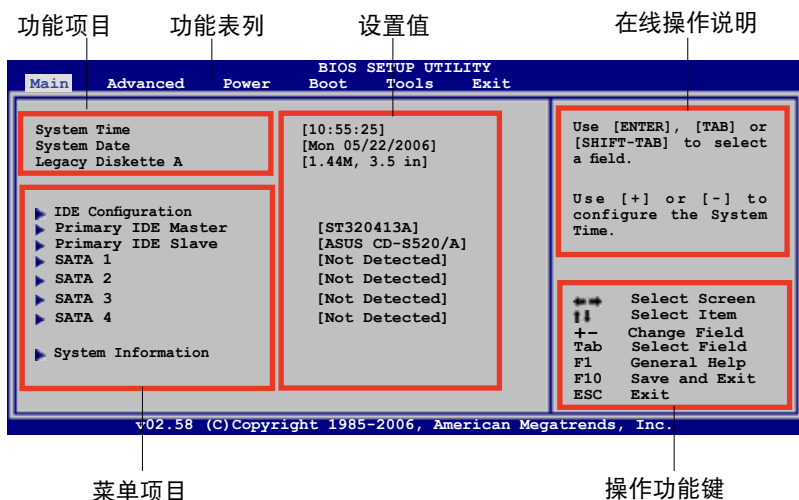 功能项目 功能表列 设置值 在线操作说明
BIOS SETUP UTILITY
Main Advanced Power Boot Tools Exit
System Time [10:55:25]
System Date [Mon 05/22/2006]
Legacy Diskette A [1.44M, 3.5 in]
IDE Configuration
Primary IDE Master [ST320413A]
Primary IDE Slave [ASUS CD-S520/A]
SATA 1 [Not Detected]
SATA 2 [Not Detected]
SATA 3 [Not Detected]
SATA 4 [Not Detected]
System Information
Use [ENTER], [TAB] or
[SHIFT-TAB] to select
a field.
Use [+] or [-] to
configure the System
Time.
←→ Select Screen
↑↓ Select Item
+- Change Field
Tab Select Field
F1 General Help
F10 Save and Exit
ESC Exit
v02.58 (C)Copyright 1985-2006, American Megatrends, Inc.
菜单项目 操作功能键